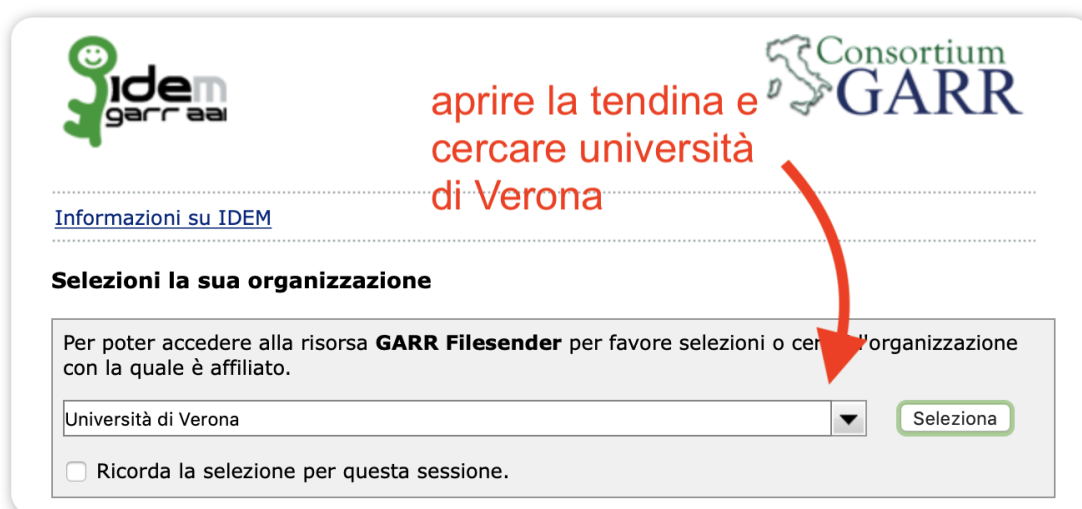 idem
garr aai
Consortium
GARR
aprire la tendina e
cercare università
di Verona
Informazioni su IDEM
Selezioni la sua organizzazione
Per poter accedere alla risorsa GARR Filesender per favore selezioni o l'organizzazione
con la quale è affiliato.
Università di Verona
Seleziona
Ricorda la selezione per questa sessione.